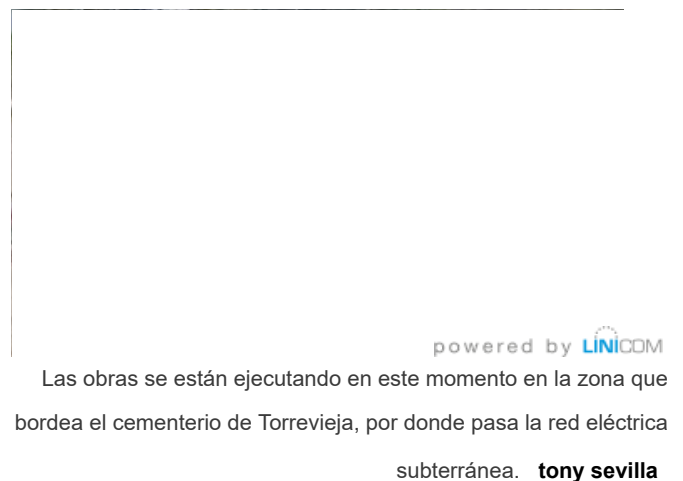 powered by LINICOM
Las obras se están ejecutando en este momento en la zona que
bordea el cementerio de Torrevieja, por donde pasa la red eléctrica
subterránea. tony sevilla